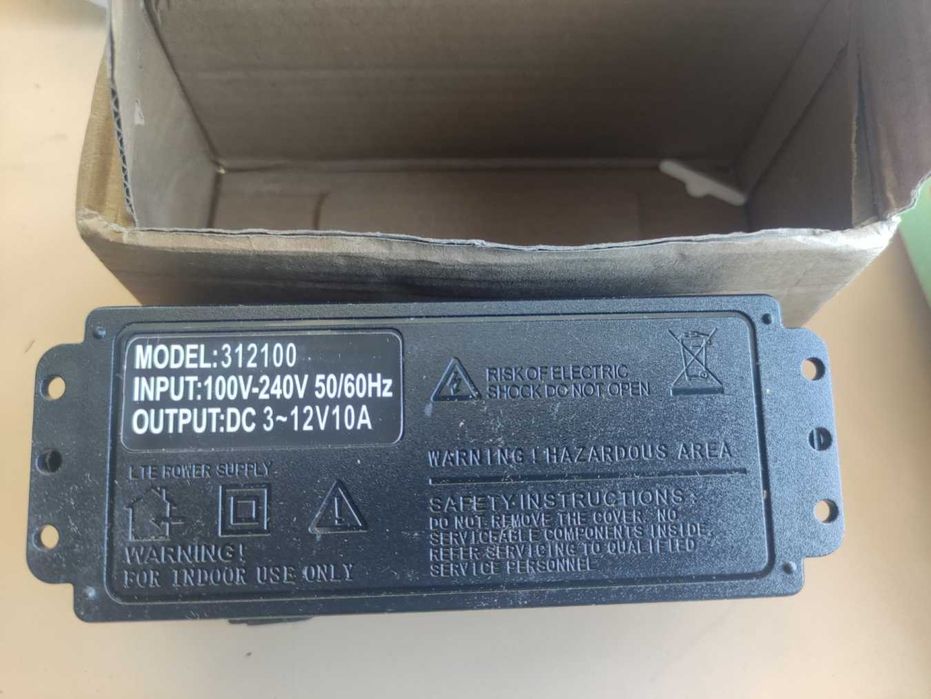 MODEL:312100
INPUT:100V-240V 50/60Hz
OUTPUT:DC 3~12V10A
LTE POWER SUPPLY
WARNING!
FOR INDOOR USE ONLY
RISK OF ELECTRIC
SHOCK DO NOT OPEN
WARNING! HAZARDOUS AREA
SAFETY INSTRUCTIONS:
DO NOT REMOVE THE COVER, NO
SERVICEABLE COMPONENTS INSIDE.
REFER SERVICING TO QUALIFIED
SERVICE PERSONNEL